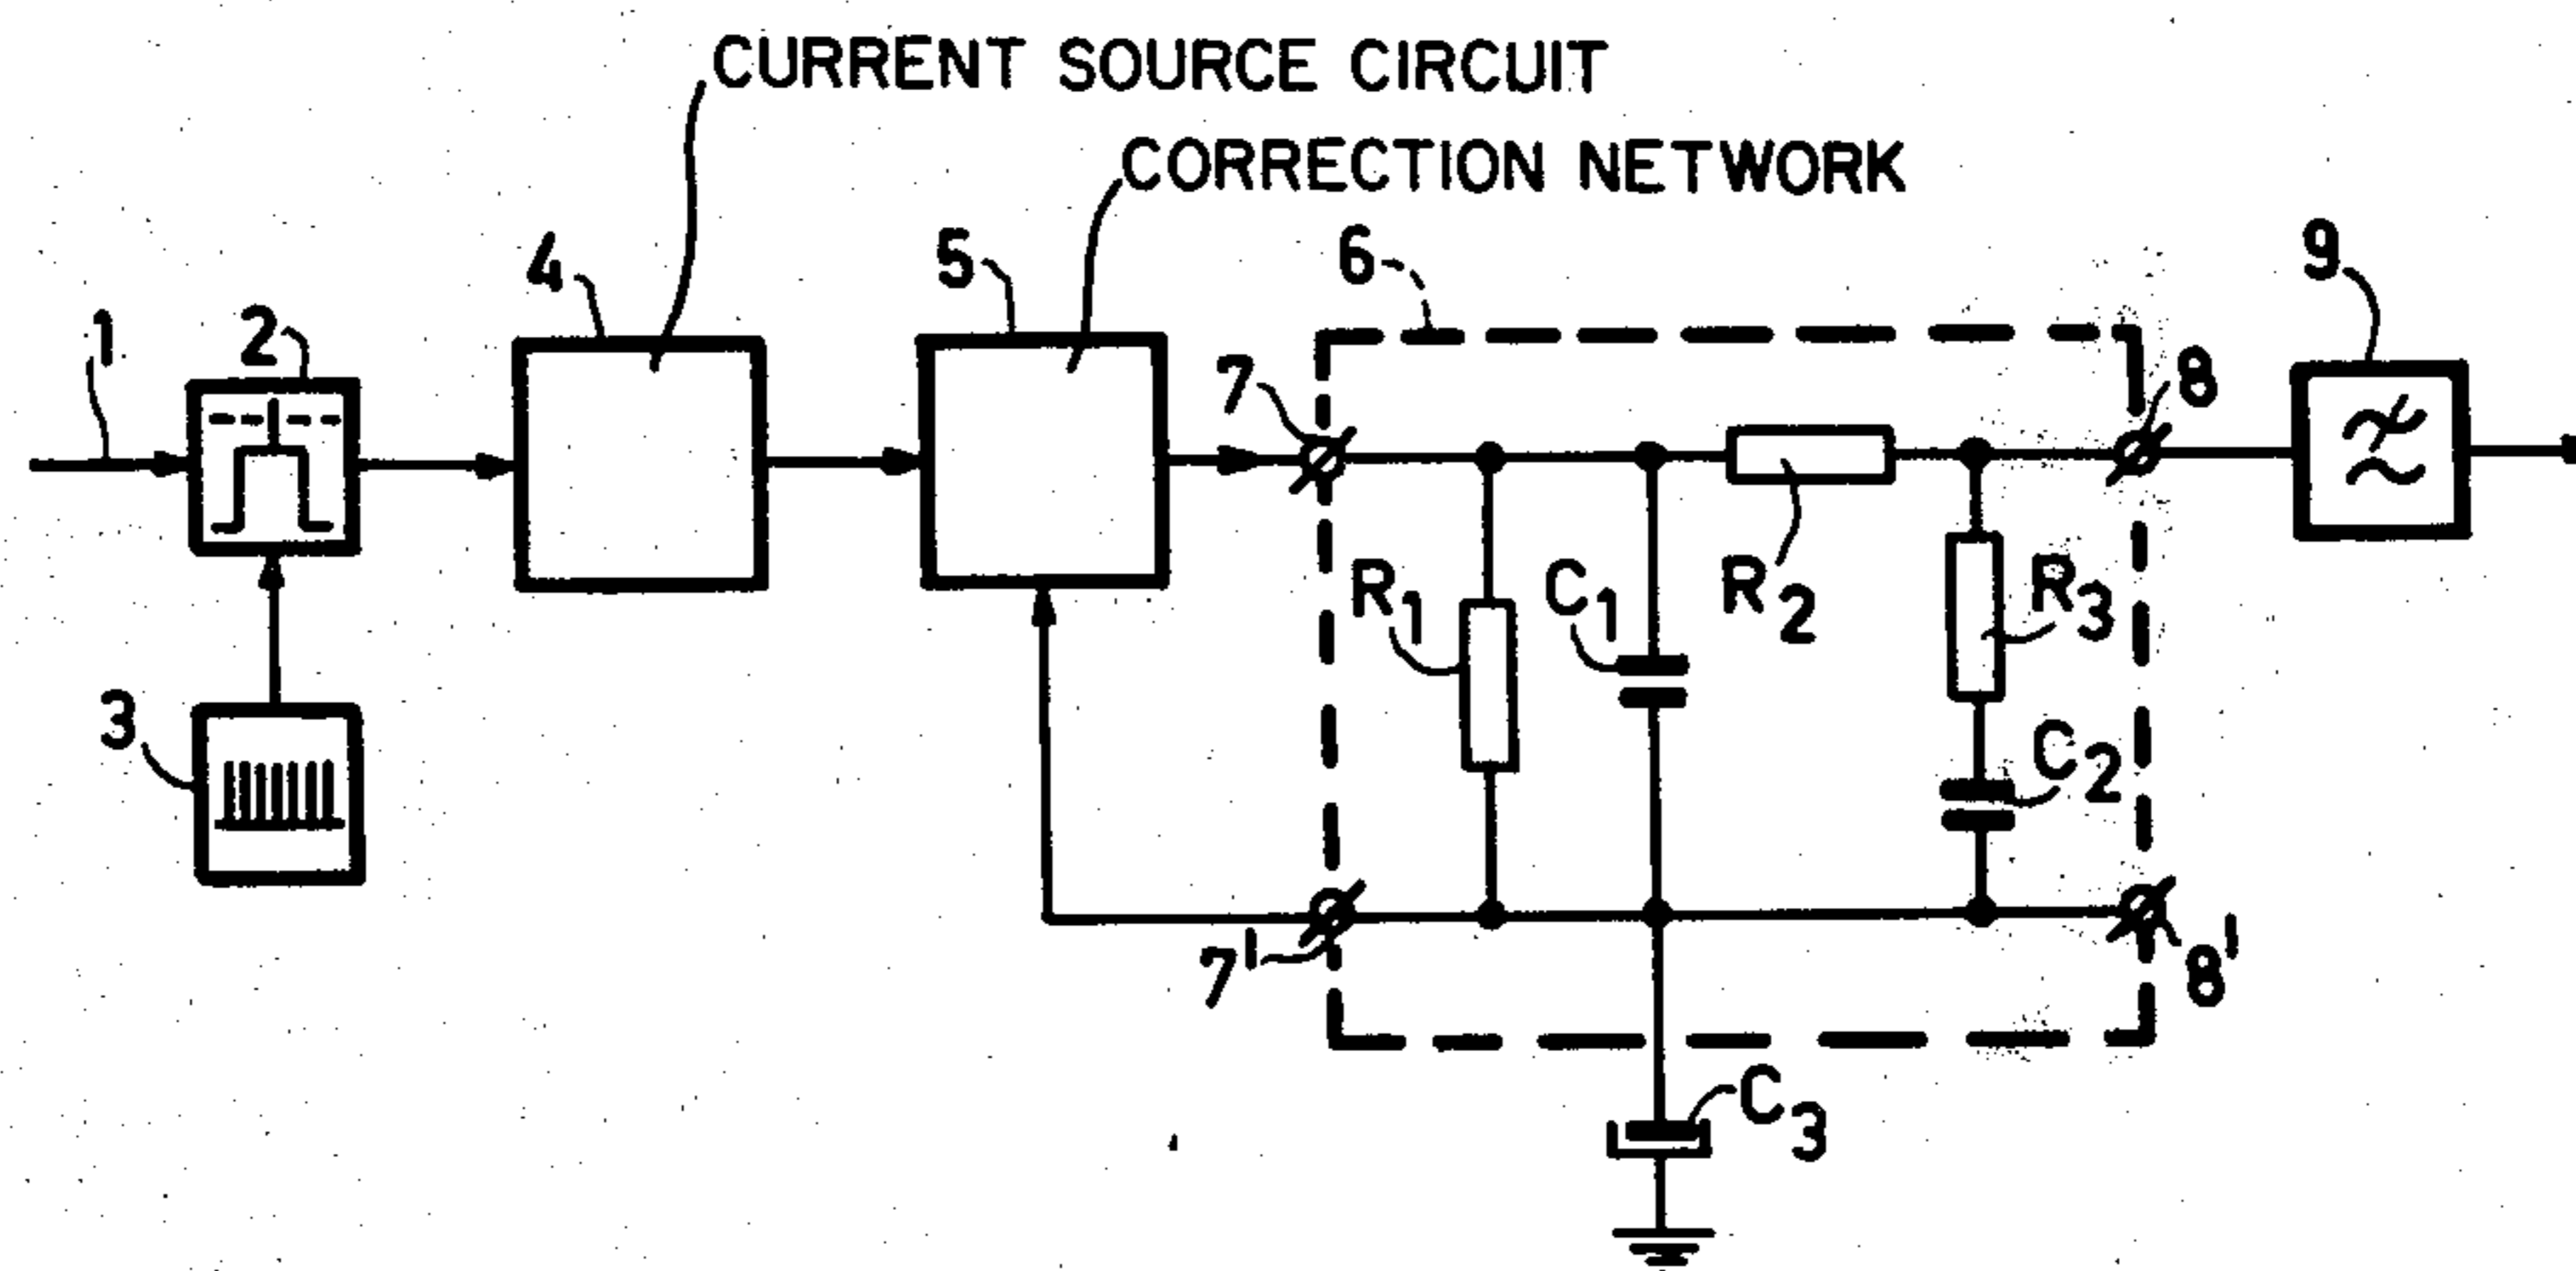 CURRENT SOURCE CIRCUIT
CORRECTION NETWORK
1
2
3
4
5
6
7
8
9
R1
C1
R2
R3
C2
7'
8'
C3